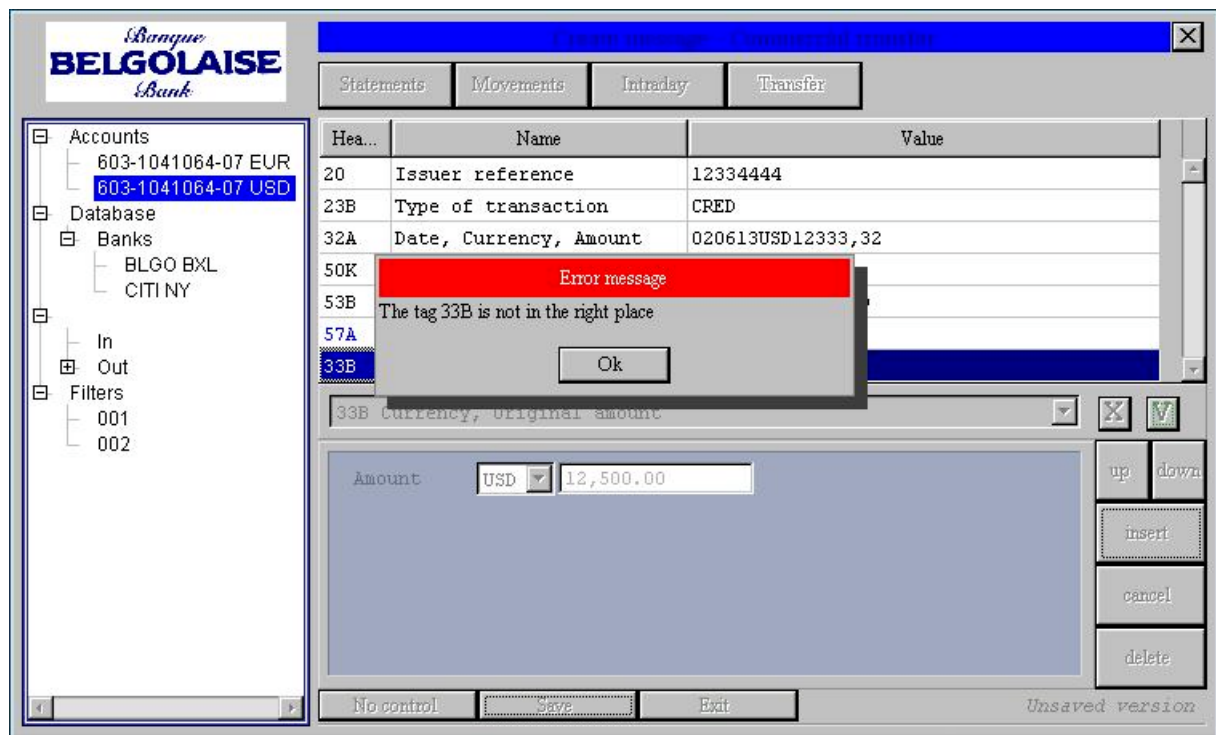 Banque
BELGOLAISE
Bank
Create message - Commercial transfer
Statements Movements Intraday Transfer
Accounts
603-1041064-07 EUR
603-1041064-07 USD
Database
Banks
BLGO BXL
CITI NY
In
Out
Filters
001
002
Hea... Name Value
20 Issuer reference 12334444
23B Type of transaction CRED
32A Date, Currency, Amount 020613USD12333,32
50K
53B
57A
33B
Error message
The tag 33B is not in the right place
Ok
33B Currency, Original amount
X V
Amount USD 12,500.00
up down
insert
cancel
delete
No control Save Exit Unsaved version